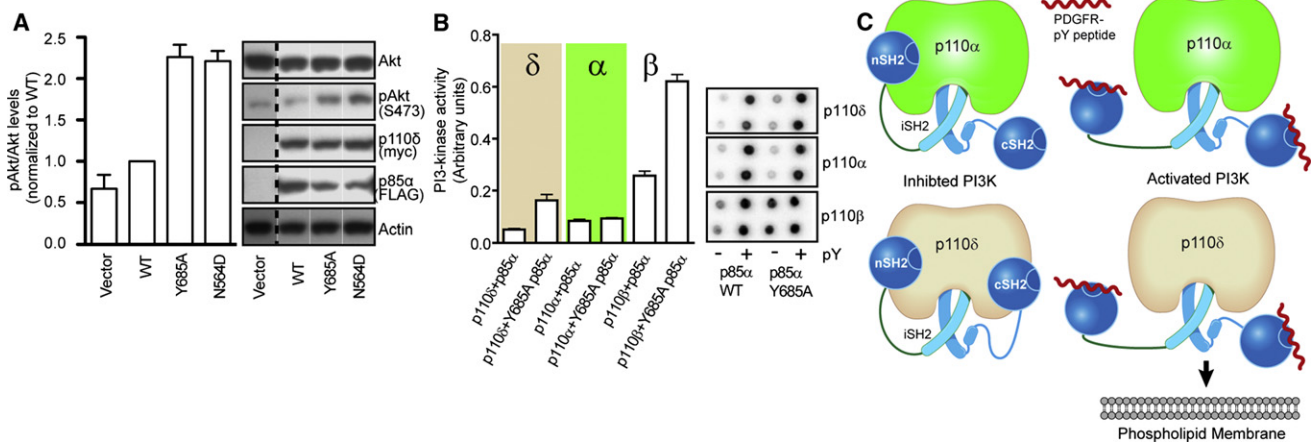 A
pAkt/Akt levels
(normalized to WT)
2.5
2.0
1.5
1.0
0.5
0.0
Vector
WT
Y685A
N564D
Akt
pAkt
(S473)
p110δ
(myc)
p85α
(FLAG)
Actin
Vector
WT
Y685A
N564D
B
PI3-kinase activity
(Arbitrary units)
0.8
0.6
0.4
0.2
0.0
δ
α
β
p110δ+p85α
p110δ+Y685A p85α
p110α+p85α
p110α+Y685A p85α
p110β+p85α
p110β+Y685A p85α
p110δ
p110α
p110β
- + - + pY
p85α
WT
p85α
Y685A
C
PDGFR-
pY peptide
p110α
nSH2
iSH2
cSH2
Inhibted PI3K
p110α
Activated PI3K
p110δ
nSH2
cSH2
iSH2
p110δ
Phospholipid Membrane